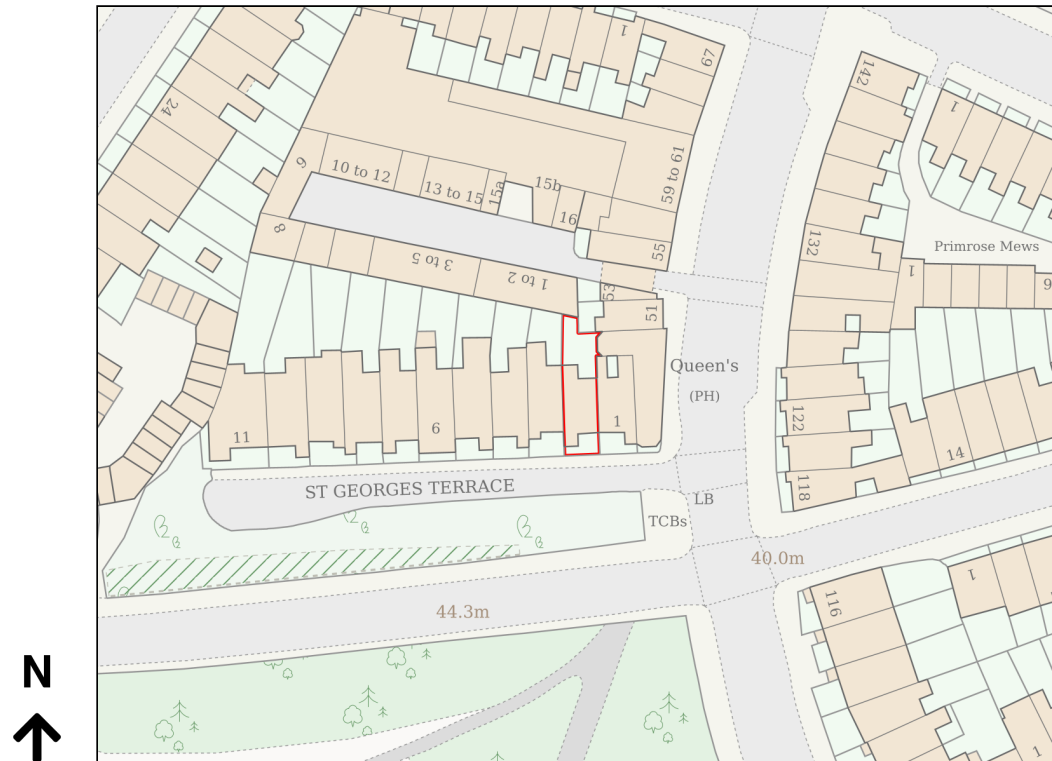 1
67
142
1
24
9
10 to 12
13 to 15
15a
15b
16
59 to 61
55
132
8
3 to 5
1 to 2
53
51
Primrose Mews
1
9
Queen's
(PH)
11
6
1
122
14
118
ST GEORGES TERRACE
LB
TCBs
40.0m
44.3m
116
1
1
N